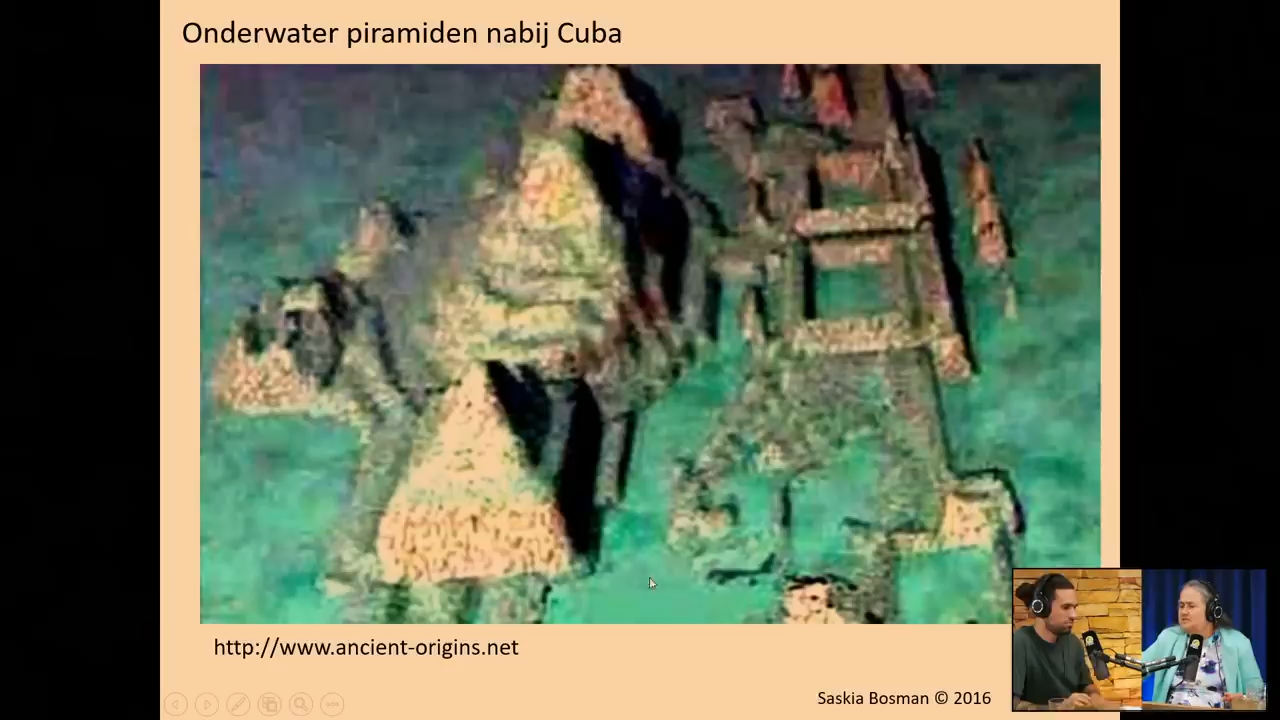 Onderwater piramiden nabij Cuba
http://www.ancient-origins.net
Saskia Bosman © 2016